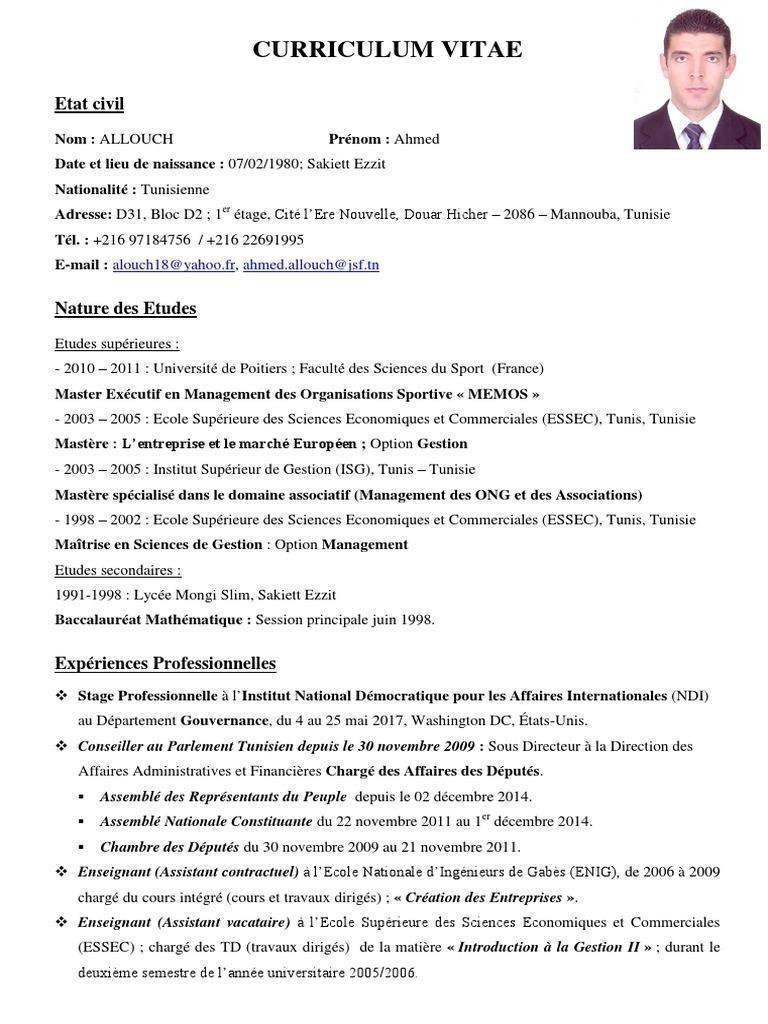 CURRICULUM VITAE
Etat civil
Nom : ALLOUCH Prénom : Ahmed
Date et lieu de naissance : 07/02/1980; Sakiett Ezzit
Nationalité : Tunisienne
Adresse: D31, Bloc D2 ; 1er étage, Cité l’Ere Nouvelle, Douar Hicher – 2086 – Mannouba, Tunisie
Tél. : +216 97184756 / +216 22691995
E-mail : alouch18@yahoo.fr, ahmed.allouch@jsf.tn
Nature des Etudes
Etudes supérieures :
- 2010 – 2011 : Université de Poitiers ; Faculté des Sciences du Sport (France)
Master Exécutif en Management des Organisations Sportive « MEMOS »
- 2003 – 2005 : Ecole Supérieure des Sciences Economiques et Commerciales (ESSEC), Tunis, Tunisie
Mastère : L’entreprise et le marché Européen ; Option Gestion
- 2003 – 2005 : Institut Supérieur de Gestion (ISG), Tunis – Tunisie
Mastère spécialisé dans le domaine associatif (Management des ONG et des Associations)
- 1998 – 2002 : Ecole Supérieure des Sciences Economiques et Commerciales (ESSEC), Tunis, Tunisie
Maîtrise en Sciences de Gestion : Option Management
Etudes secondaires :
1991-1998 : Lycée Mongi Slim, Sakiett Ezzit
Baccalauréat Mathématique : Session principale juin 1998.
Expériences Professionnelles
❖ Stage Professionnelle à l’Institut National Démocratique pour les Affaires Internationales (NDI)
au Département Gouvernance, du 4 au 25 mai 2017, Washington DC, États-Unis.
❖ Conseiller au Parlement Tunisien depuis le 30 novembre 2009 : Sous Directeur à la Direction des
Affaires Administratives et Financières Chargé des Affaires des Députés.
▪ Assemblé des Représentants du Peuple depuis le 02 décembre 2014.
▪ Assemblé Nationale Constituante du 22 novembre 2011 au 1er décembre 2014.
▪ Chambre des Députés du 30 novembre 2009 au 21 novembre 2011.
❖ Enseignant (Assistant contractuel) à l’Ecole Nationale d’Ingénieurs de Gabès (ENIG), de 2006 à 2009
chargé du cours intégré (cours et travaux dirigés) ; « Création des Entreprises ».
❖ Enseignant (Assistant vacataire) à l’Ecole Supérieure des Sciences Economiques et Commerciales
(ESSEC) ; chargé des TD (travaux dirigés) de la matière « Introduction à la Gestion II » ; durant le
deuxième semestre de l’année universitaire 2005/2006.